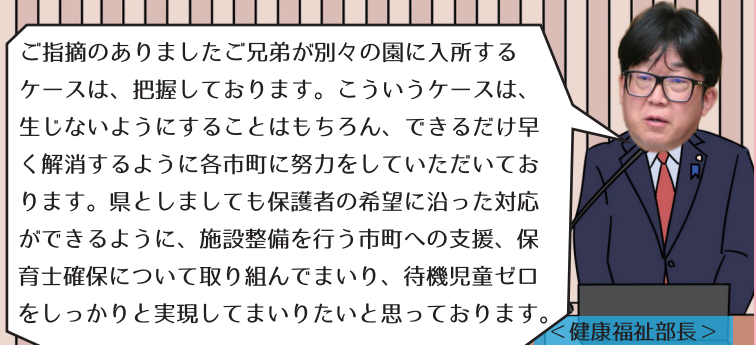 ご指摘のありましたご兄弟が別々の園に入所する
ケースは、把握しております。こういうケースは、
生じないようにすることはもちろん、できるだけ早
く解消するように各市町に努力をしていただいてお
ります。県としましても保護者の希望に沿った対応
ができるように、施設整備を行う市町への支援、保
育士確保について取り組んでまいり、待機児童ゼロ
をしっかりと実現してまいりたいと思っております。
＜健康福祉部長＞